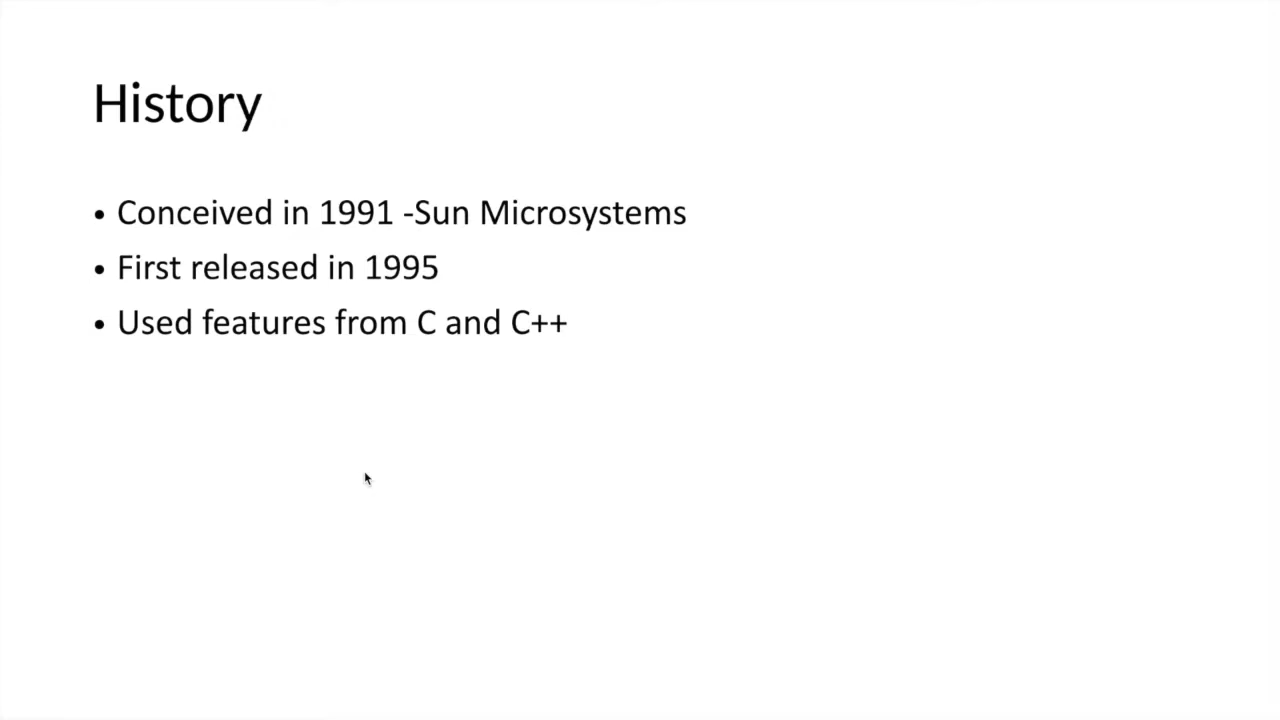 History
• Conceived in 1991 -Sun Microsystems
• First released in 1995
• Used features from C and C++